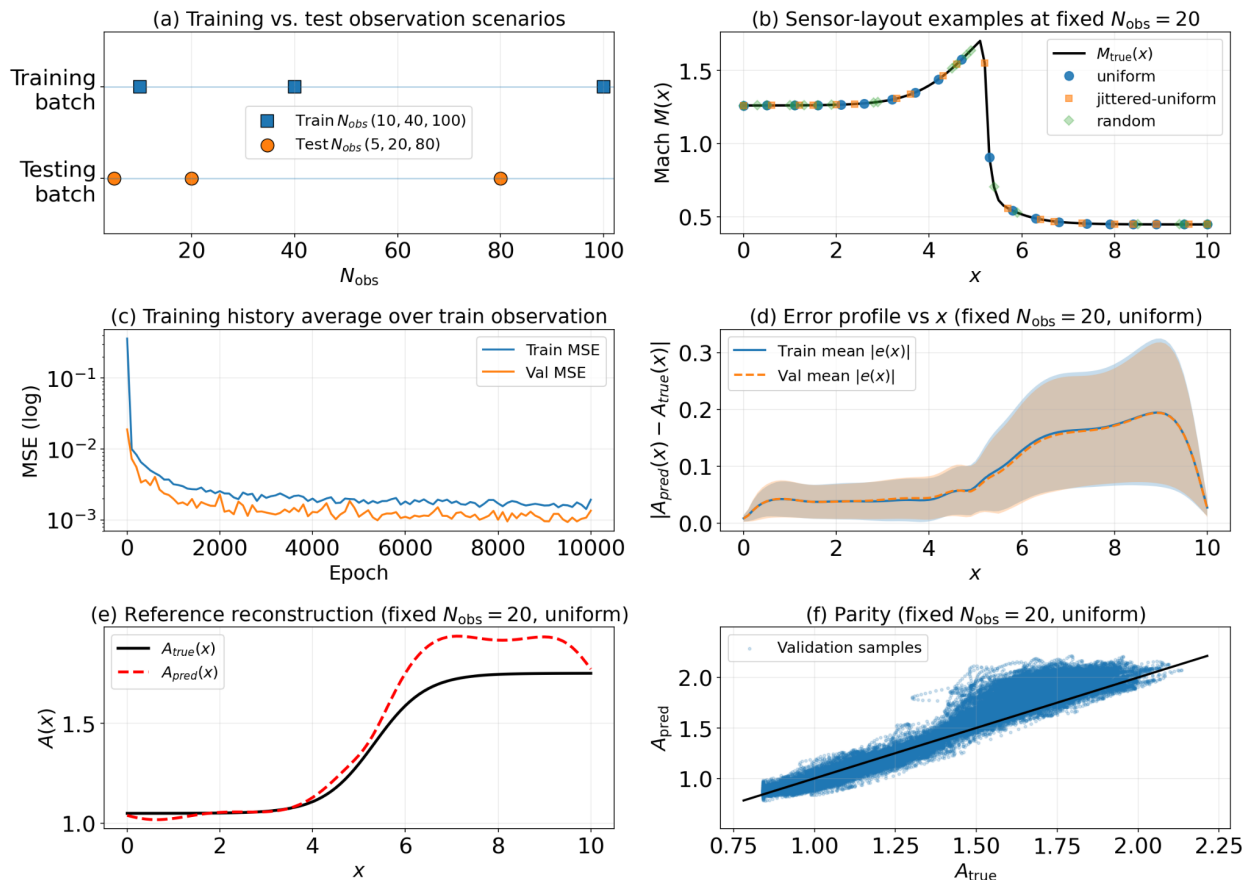 (a) Training vs. test observation scenarios
Training
batch
Testing
batch
Train N_obs (10, 40, 100)
Test N_obs (5, 20, 80)
20 40 60 80 100
N_obs
(b) Sensor-layout examples at fixed N_obs = 20
Mach M(x)
1.5
1.0
0.5
M_true(x)
uniform
jittered-uniform
random
0 2 4 6 8 10
x
(c) Training history average over train observation
MSE (log)
10^-1
10^-2
10^-3
Train MSE
Val MSE
0 2000 4000 6000 8000 10000
Epoch
(d) Error profile vs x (fixed N_obs = 20, uniform)
|A_pred(x) − A_true(x)|
0.3
0.2
0.1
0.0
Train mean |e(x)|
Val mean |e(x)|
0 2 4 6 8 10
x
(e) Reference reconstruction (fixed N_obs = 20, uniform)
A(x)
1.5
1.0
A_true(x)
A_pred(x)
0 2 4 6 8 10
x
(f) Parity (fixed N_obs = 20, uniform)
A_pred
2.0
1.5
1.0
Validation samples
0.75 1.00 1.25 1.50 1.75 2.00 2.25
A_true